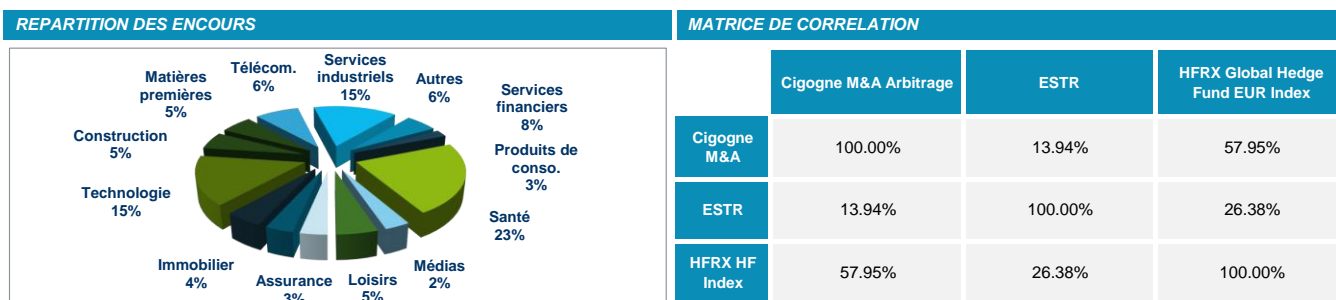 REPARTITION DES ENCOURS
Services
industriels
15%
Télécom.
6%
Autres
6%
Matières
premières
5%
Services
financiers
8%
Construction
5%
Produits de
conso.
3%
Technologie
15%
Santé
23%
Immobilier
4%
Assurance
3%
Loisirs
5%
Médias
2%
MATRICE DE CORRELATION
Cigogne M&A Arbitrage
ESTR
HFRX Global Hedge
Fund EUR Index
Cigogne
M&A
100.00%
13.94%
57.95%
ESTR
13.94%
100.00%
26.38%
HFRX HF
Index
57.95%
26.38%
100.00%